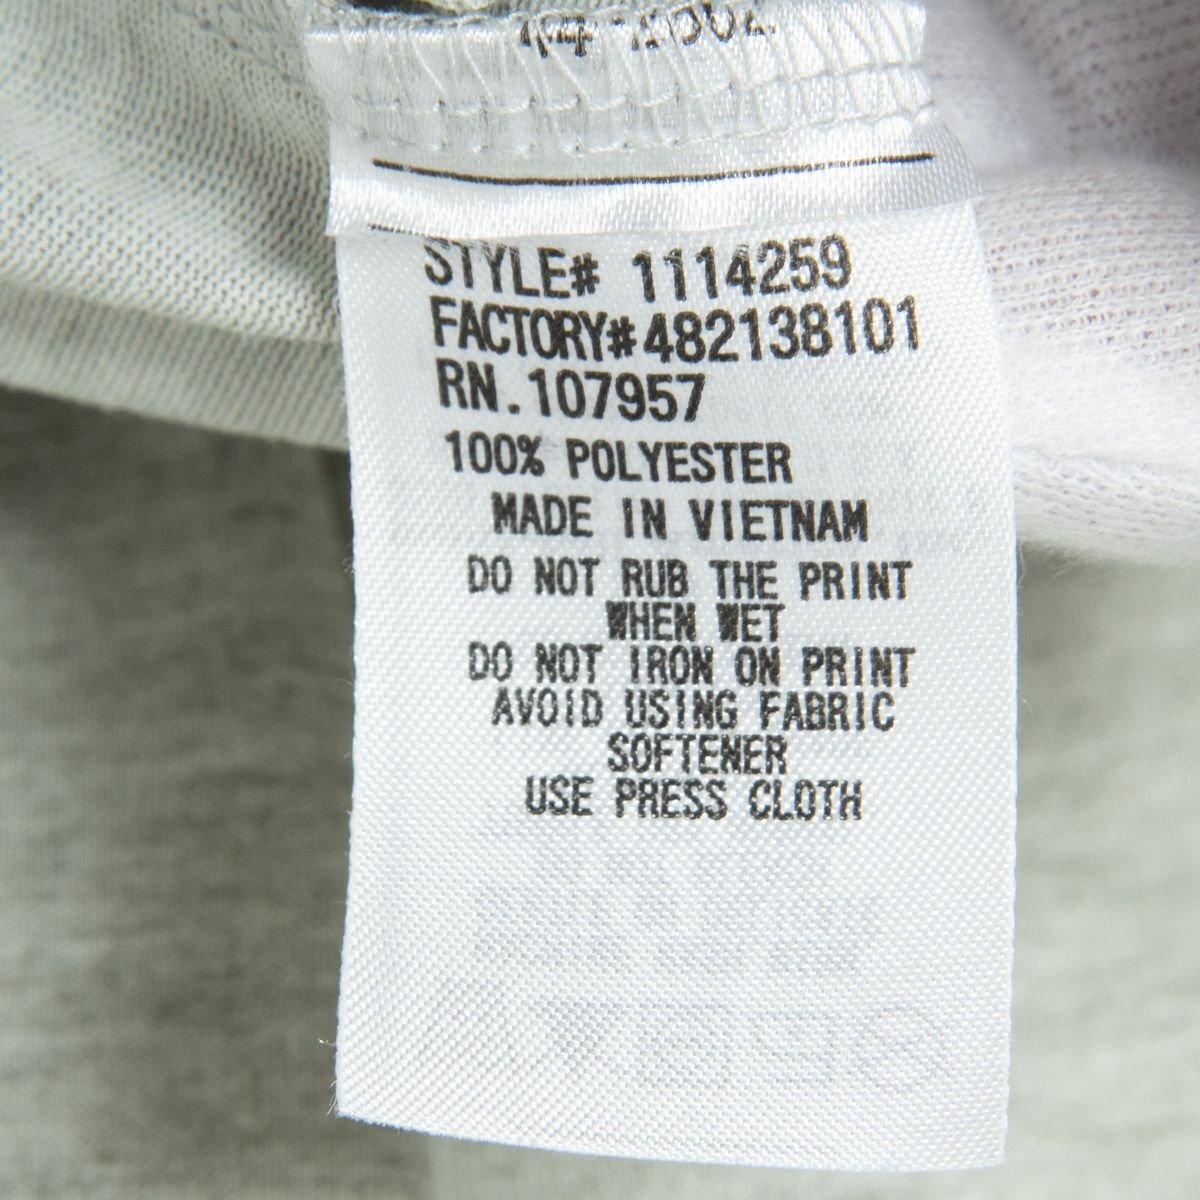 STYLE# 1114259
FACTORY#482138101
RN.107957
100% POLYESTER
MADE IN VIETNAM
DO NOT RUB THE PRINT
WHEN WET
DO NOT IRON ON PRINT
AVOID USING FABRIC
SOFTENER
USE PRESS CLOTH